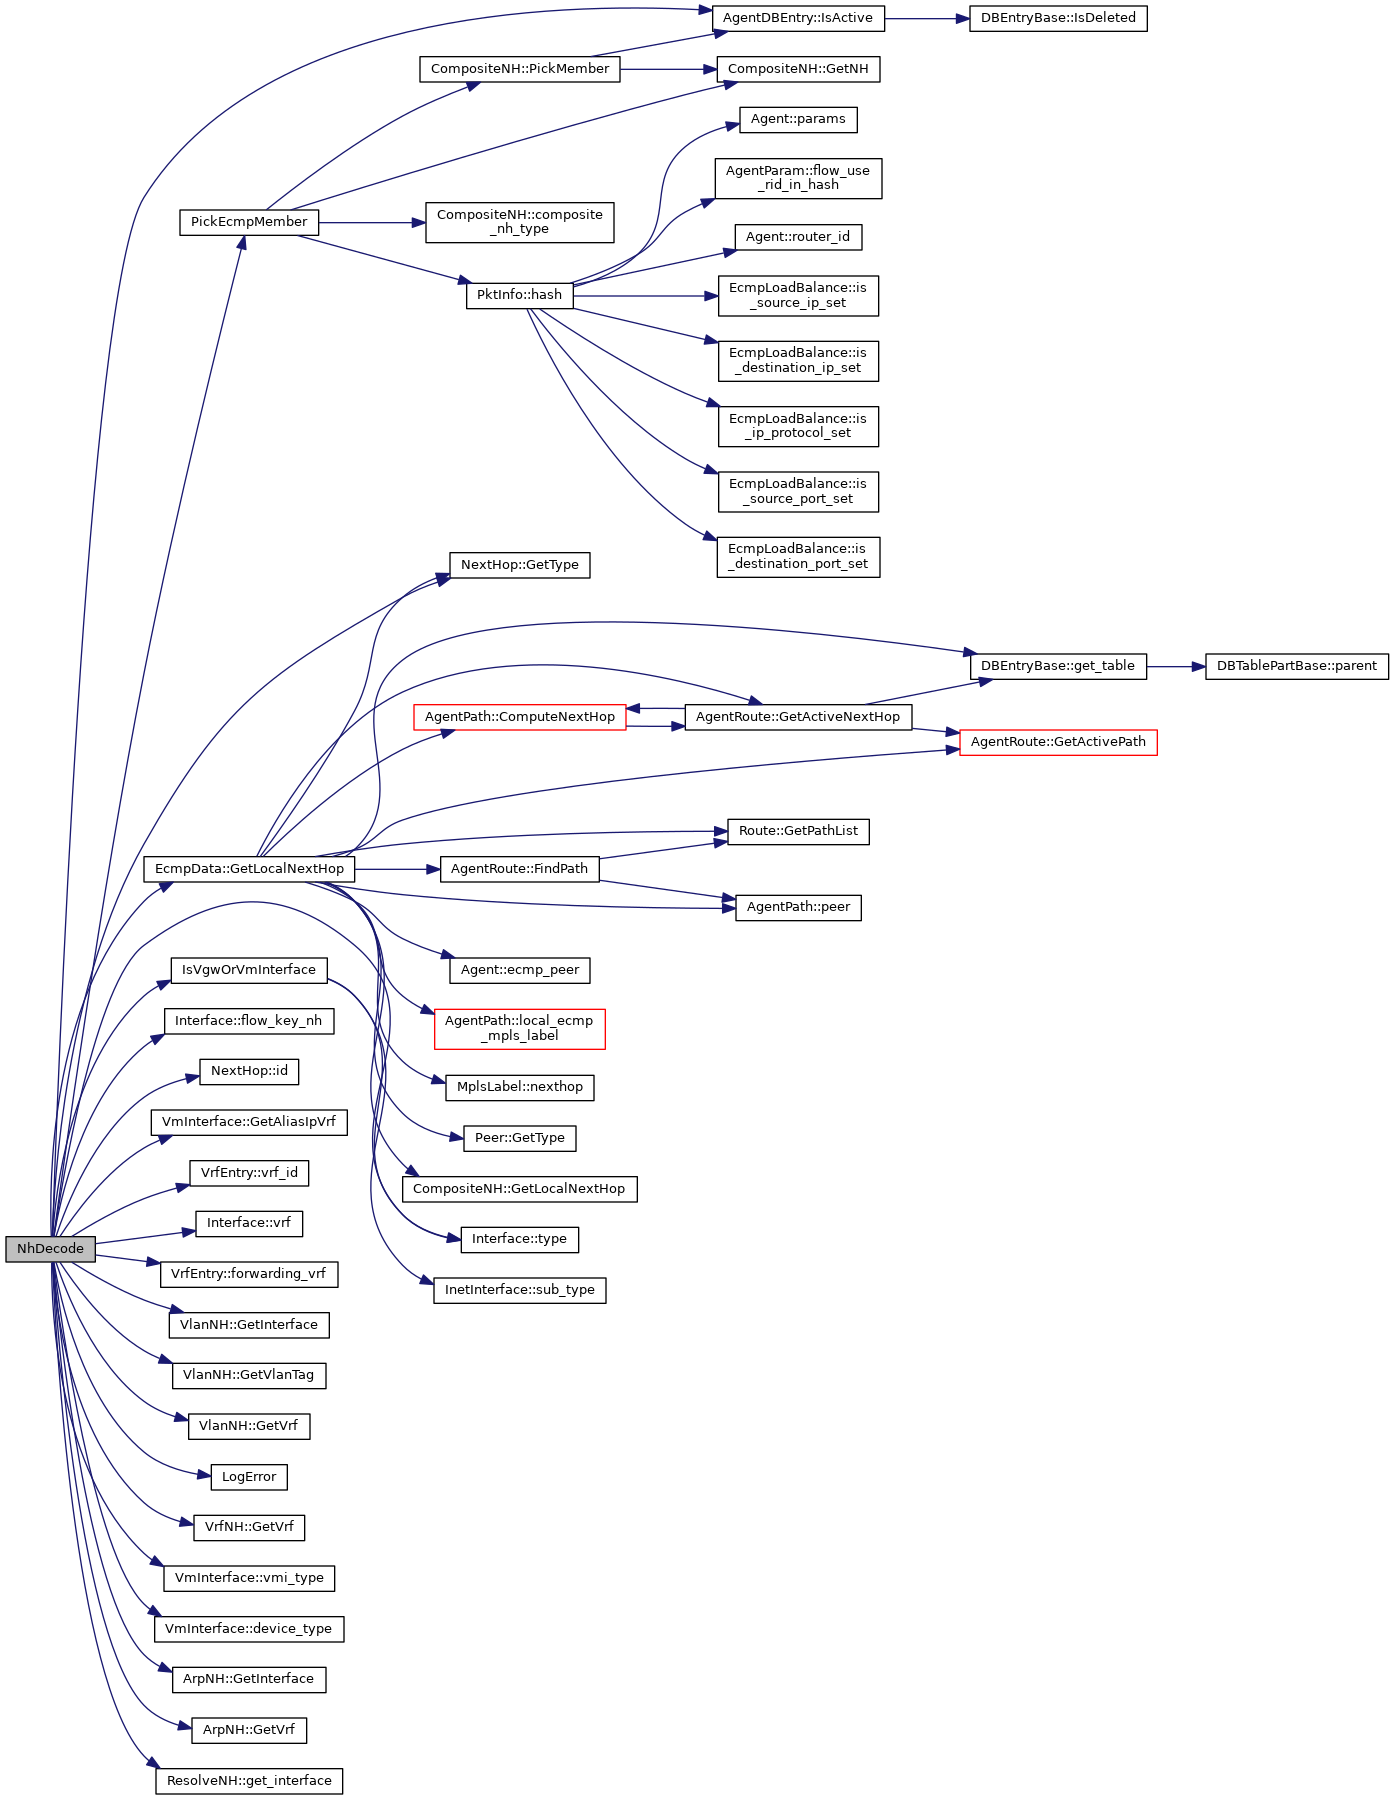 AgentDBEntry::IsActive
DBEntryBase::IsDeleted
CompositeNH::PickMember
CompositeNH::GetNH
Agent::params
AgentParam::flow_use
_rid_in_hash
PickEcmpMember
CompositeNH::composite
_nh_type
Agent::router_id
PktInfo::hash
EcmpLoadBalance::is
_source_ip_set
EcmpLoadBalance::is
_destination_ip_set
EcmpLoadBalance::is
_ip_protocol_set
EcmpLoadBalance::is
_source_port_set
EcmpLoadBalance::is
_destination_port_set
NextHop::GetType
DBEntryBase::get_table
DBTablePartBase::parent
AgentPath::ComputeNextHop
AgentRoute::GetActiveNextHop
AgentRoute::GetActivePath
Route::GetPathList
EcmpData::GetLocalNextHop
AgentRoute::FindPath
AgentPath::peer
IsVgwOrVmInterface
Agent::ecmp_peer
Interface::flow_key_nh
AgentPath::local_ecmp
_mpls_label
NextHop::id
MplsLabel::nexthop
VmInterface::GetAliasIpVrf
Peer::GetType
VrfEntry::vrf_id
CompositeNH::GetLocalNextHop
Interface::vrf
Interface::type
NhDecode
VrfEntry::forwarding_vrf
InetInterface::sub_type
VlanNH::GetInterface
VlanNH::GetVlanTag
VlanNH::GetVrf
LogError
VrfNH::GetVrf
VmInterface::vmi_type
VmInterface::device_type
ArpNH::GetInterface
ArpNH::GetVrf
ResolveNH::get_interface